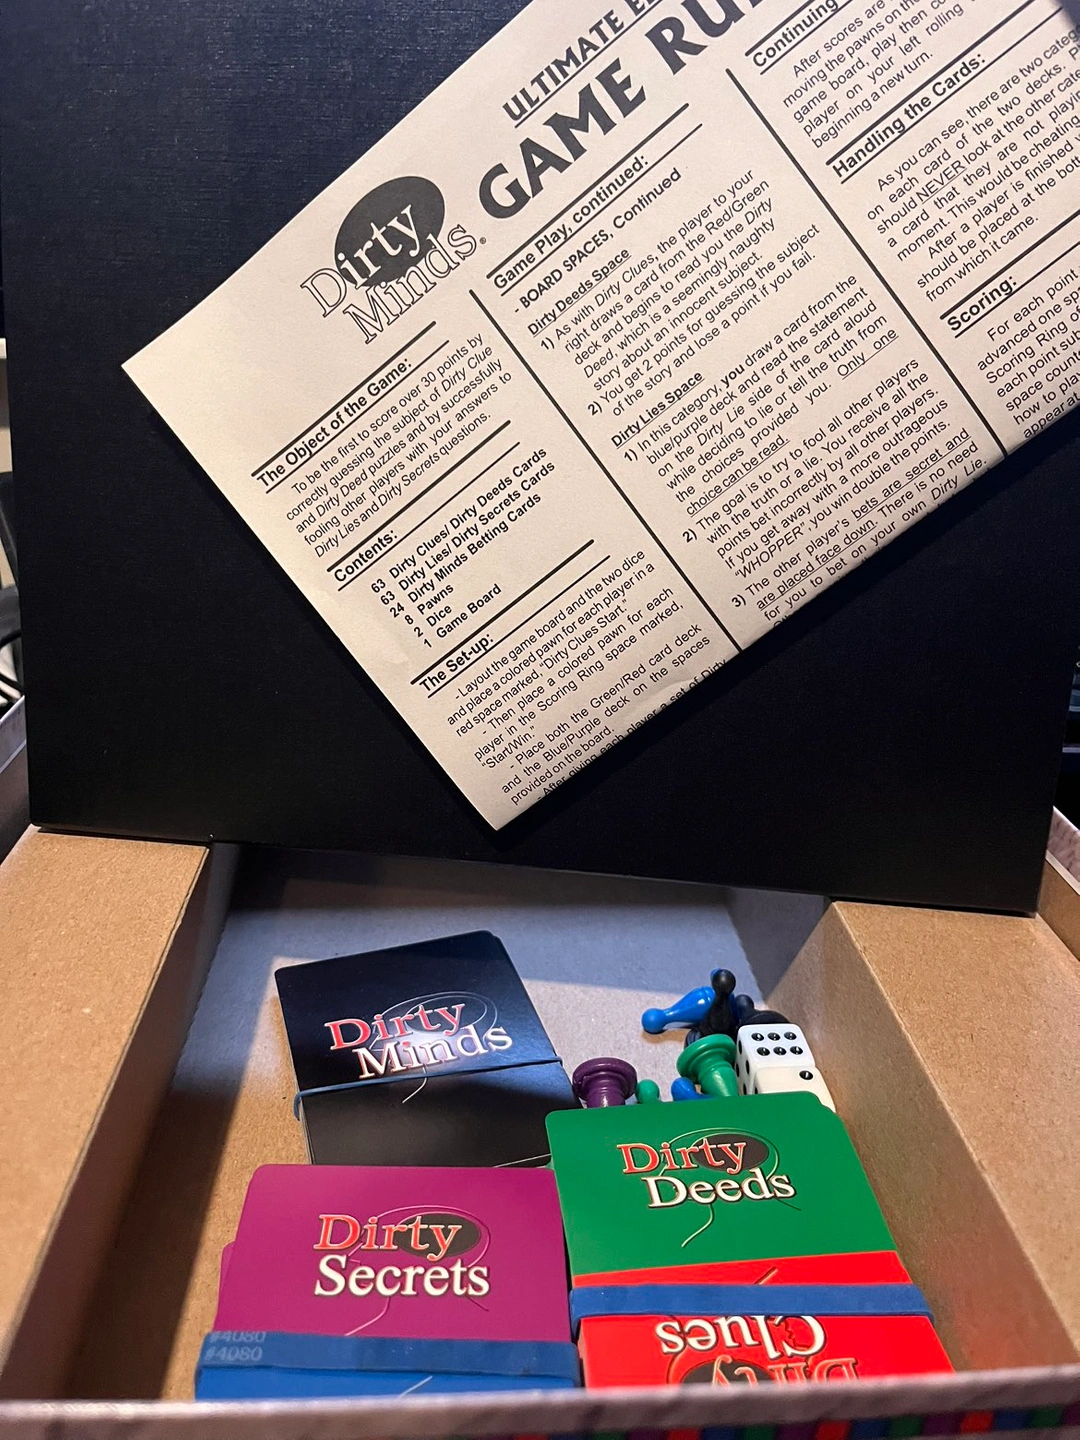 ULTIMATE
GAME
Dirty
Minds®
The Object of the Game:
To be the first to score over 30 points by
correctly guessing the subject of Dirty Clue
and Dirty Deed puzzles and by successfully
fooling other players with your answers to
Dirty Lies and Dirty Secrets questions.
Contents:
63 Dirty Clues/ Dirty Deeds Cards
63 Dirty Lies/ Dirty Secrets Cards
24 Dirty Minds Betting Cards
8 Pawns
2 Dice
1 Game Board
The Set-up:
- Layout the game board and the two dice
and place a colored pawn for each player in a
red space marked, "Dirty Clues Start."
- Then place a colored pawn for each
player in the Scoring Ring space marked,
"Start/Win."
- Place both the Green/Red card deck
and the Blue/Purple deck on the spaces
provided on the board.
- After giving each player a set of Dirty
Game Play, continued:
- BOARD SPACES, Continued
Dirty Deeds Space
1) As with Dirty Clues, the player to your
right draws a card from the Red/Green
deck and begins to read you the Dirty
Deed, which is a seemingly naughty
story about an innocent subject.
2) You get 2 points for guessing the subject
of the story and lose a point if you fail.
Dirty Lies Space
1) In this category, you draw a card from the
blue/purple deck and read the statement
on the Dirty Lie side of the card aloud
while deciding to lie or tell the truth from
the choices provided you. Only one
choice can be read.
2) The goal is to try to fool all other players
with the truth or a lie. You receive all the
points bet incorrectly by all other players.
If you get away with a more outrageous
"WHOPPER", you win double the points.
3) The other player's bets are secret and
are placed face down. There is no need
for you to bet on your own Dirty Lie.
Continuing
After scores are
moving the pawns on the
game board, play then
player on your left rolling
beginning a new turn.
Handling the Cards:
As you can see, there are two
on each card of the two decks.
should NEVER look at the other
a card that they are not playing
moment. This would be cheating
After a player is finished
should be placed at the
from which it came.
Scoring:
For each point
advanced one
Scoring Ring
each point
space
how to
appear at
Dirty
Minds
Dirty
Deeds
Dirty
Secrets
#4080
#4080
Dirty
Clues